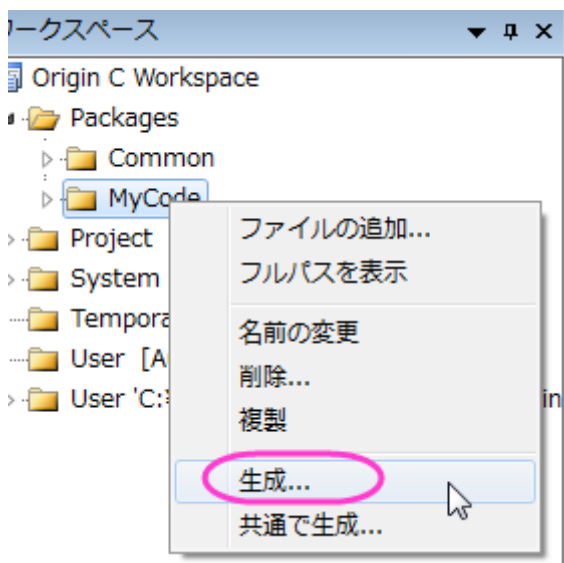 ークスペース
Origin C Workspace
Packages
Common
MyCode
Project
System
Tempora
User [A
User 'C:¥
in
ファイルの追加...
フルパスを表示
名前の変更
削除...
複製
生成...
共通で生成...